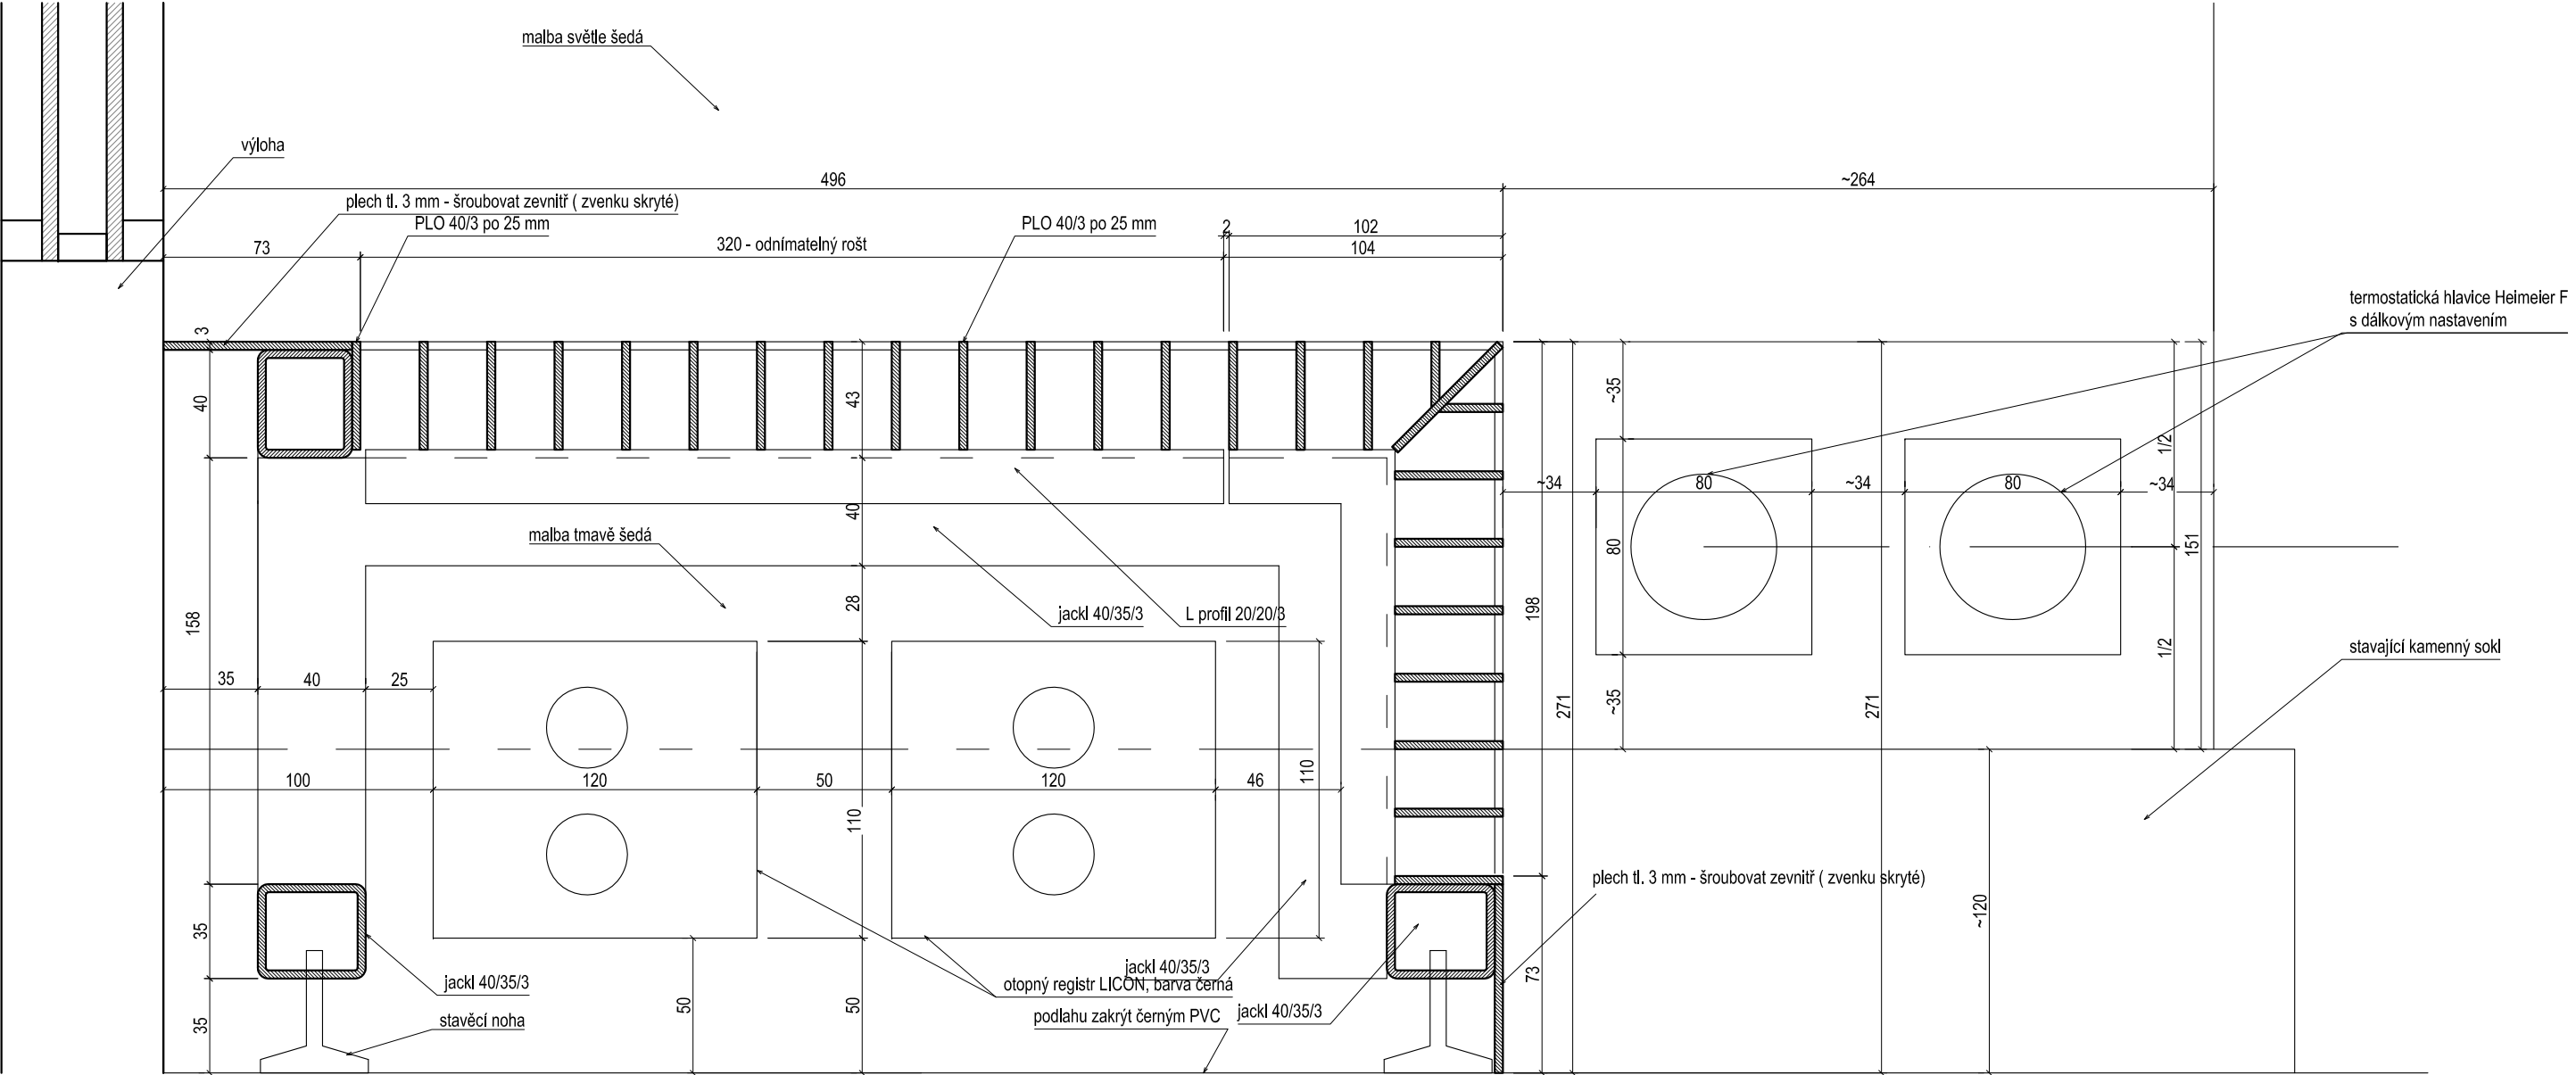 malba světle šedá
výloha
496
~264
plech tl. 3 mm - šroubovat zevnitř ( zvenku skryté)
PLO 40/3 po 25 mm
PLO 40/3 po 25 mm
2
102
73
320 - odnímatelný rošt
104
termostatická hlavice Heimeier F
s dálkovým nastavením
3
40
43
~35
1/2
~34
80
~34
80
~34
40
malba tmavě šedá
80
151
28
158
jackl 40/35/3
L profil 20/20/3
198
1/2
stavající kamenný sokl
35
40
25
~35
271
271
100
120
50
120
46
110
110
plech tl. 3 mm - šroubovat zevnitř ( zvenku skryté)
~120
35
jackl 40/35/3
jackl 40/35/3
73
otopný registr LICON, barva černá
50
50
35
stavěcí noha
podlahu zakrýt černým PVC
jackl 40/35/3